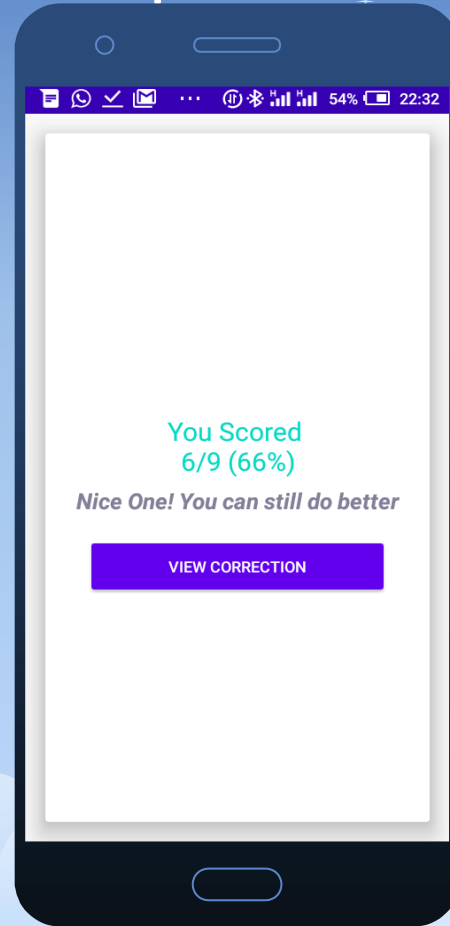 54% 22:32
You Scored
6/9 (66%)
Nice One! You can still do better
VIEW CORRECTION